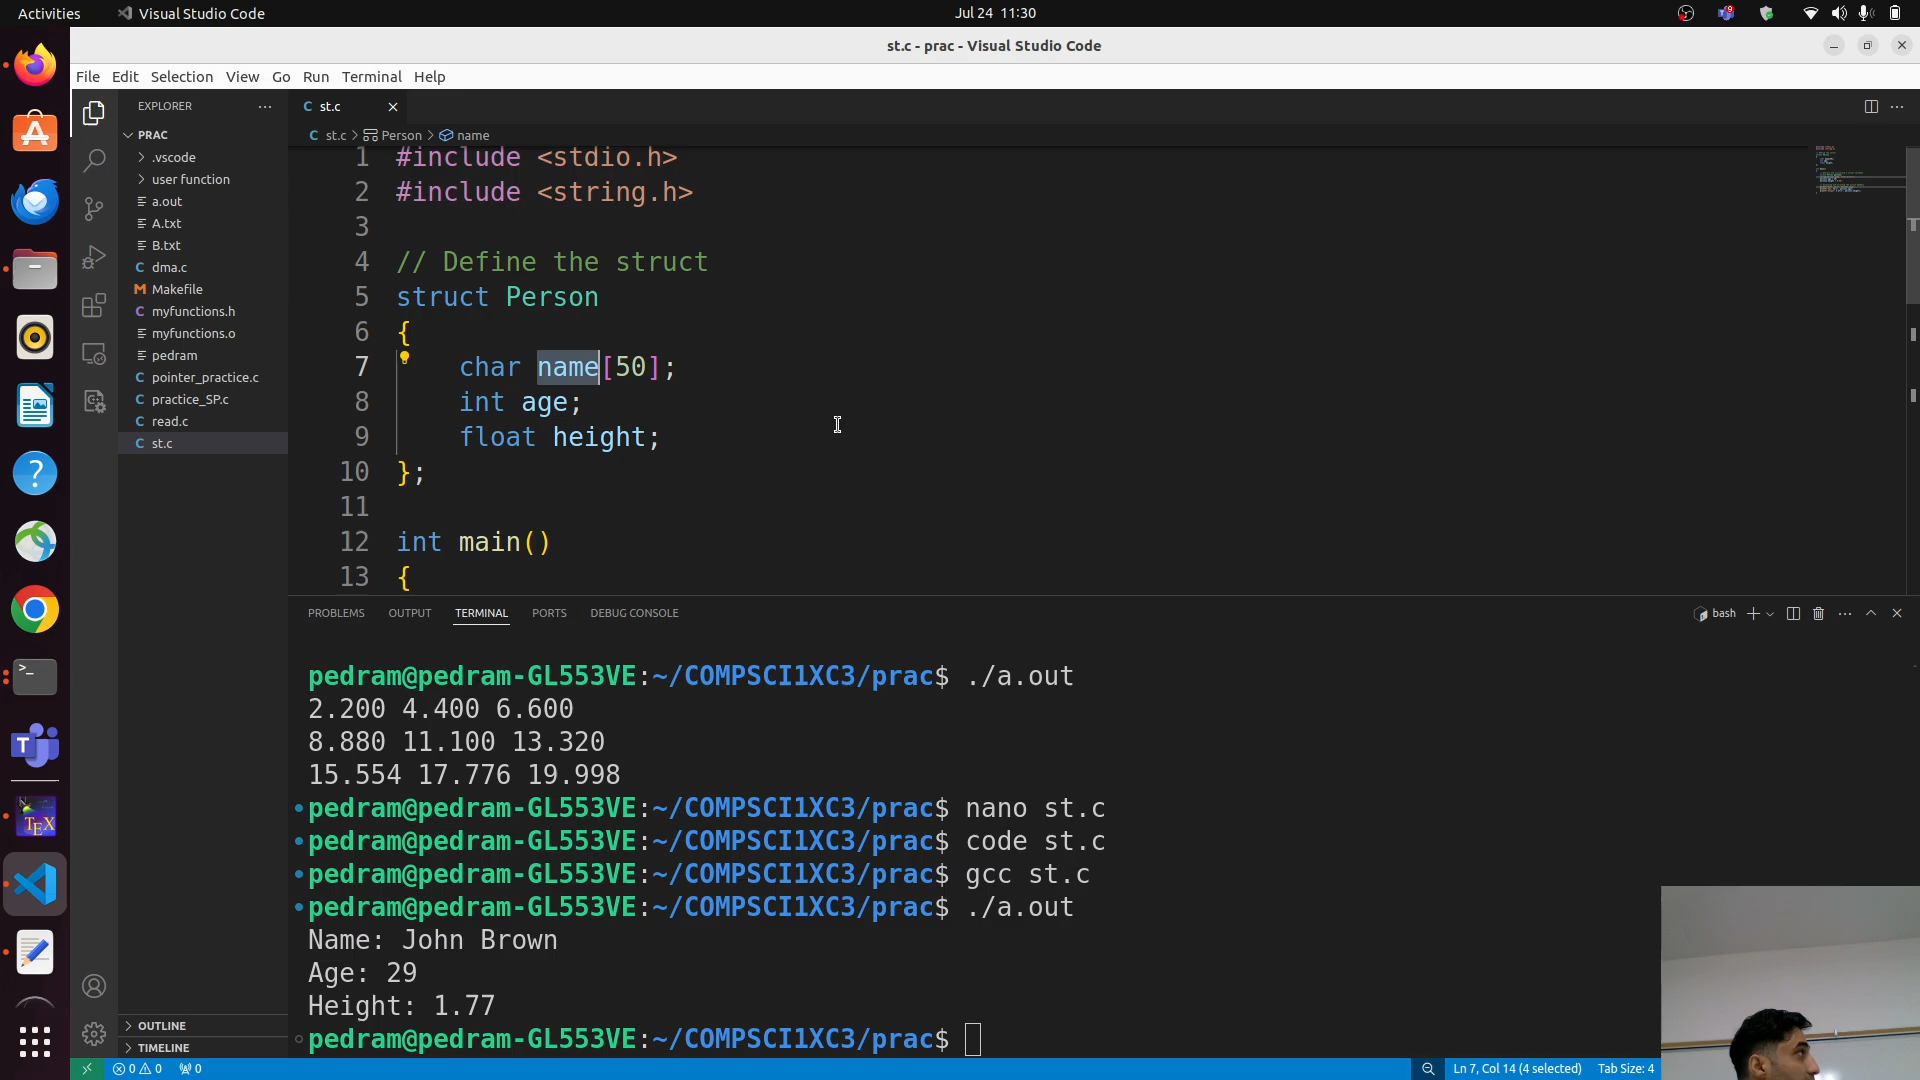 Activities
Visual Studio Code
Jul 24 11:30
9
st.c - prac - Visual Studio Code
File Edit Selection View Go Run Terminal Help
EXPLORER
st.c
PRAC
st.c > Person > name
.vscode
user function
a.out
A.txt
B.txt
dma.c
Makefile
myfunctions.h
myfunctions.o
pedram
pointer_practice.c
practice_SP.c
read.c
st.c
1 #include <stdio.h>
2 #include <string.h>
3
4 // Define the struct
5 struct Person
6 {
7 char name[50];
8 int age;
9 float height;
10 };
11
12 int main()
13 {
PROBLEMS OUTPUT TERMINAL PORTS DEBUG CONSOLE
bash
pedram@pedram-GL553VE:~/COMPSCI1XC3/prac$ ./a.out
2.200 4.400 6.600
8.880 11.100 13.320
15.554 17.776 19.998
pedram@pedram-GL553VE:~/COMPSCI1XC3/prac$ nano st.c
pedram@pedram-GL553VE:~/COMPSCI1XC3/prac$ code st.c
pedram@pedram-GL553VE:~/COMPSCI1XC3/prac$ gcc st.c
pedram@pedram-GL553VE:~/COMPSCI1XC3/prac$ ./a.out
Name: John Brown
Age: 29
Height: 1.77
pedram@pedram-GL553VE:~/COMPSCI1XC3/prac$
OUTLINE
TIMELINE
0 0 0
Ln 7, Col 14 (4 selected) Tab Size: 4